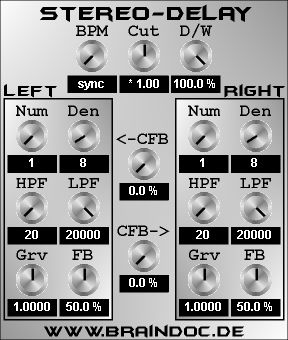 STEREO-DELAY
BPM Cut D/W
sync * 1.00 100.0 %
LEFT RIGHT
Num Den Num Den
<-CFB
1 8 1 8
0.0 %
HPF LPF HPF LPF
20 20000 20 20000
CFB->
Grv FB Grv FB
0.0 %
1.0000 50.0 % 1.0000 50.0 %
WWW.BRAINDOC.DE